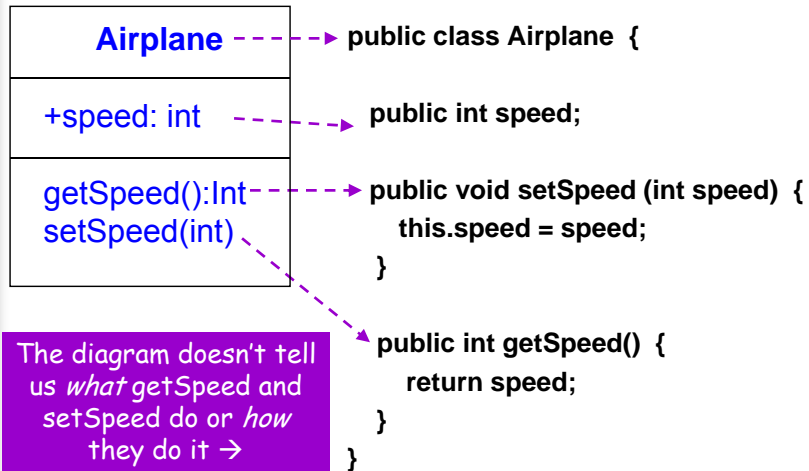 Airplane
+speed: int
getSpeed():Int
setSpeed(int)
The diagram doesn't tell
us what getSpeed and
setSpeed do or how
they do it →
public class Airplane {
public int speed;
public void setSpeed (int speed) {
this.speed = speed;
}
public int getSpeed() {
return speed;
}
}